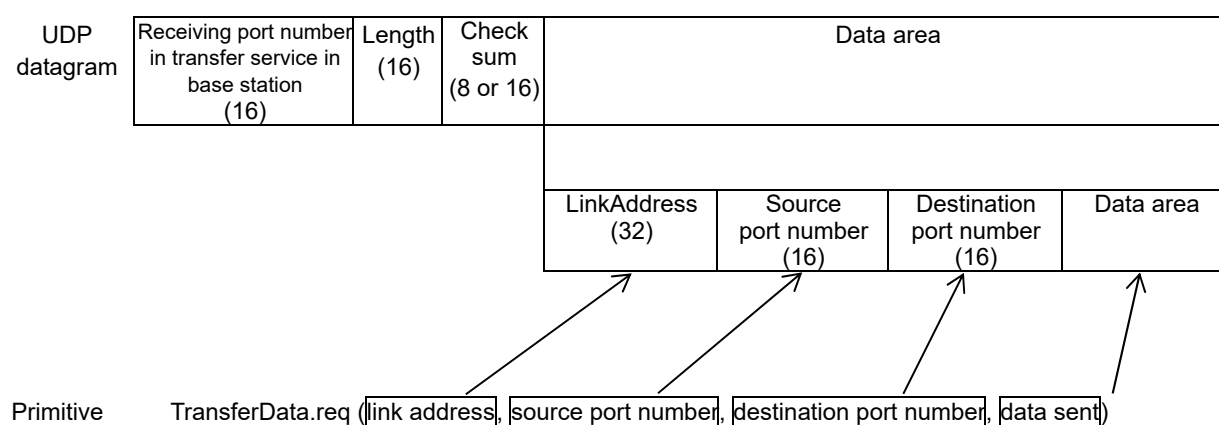 UDP
datagram
Receiving port number
in transfer service in
base station
(16)
Length
(16)
Check
sum
(8 or 16)
Data area
LinkAddress
(32)
Source
port number
(16)
Destination
port number
(16)
Data area
Primitive
TransferData.req (link address, source port number, destination port number, data sent)